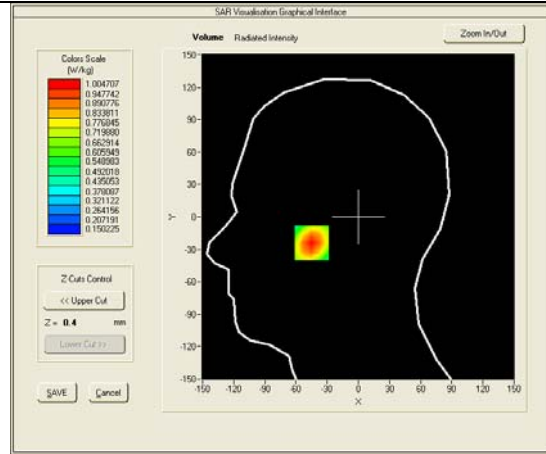 SAR Visualisation Graphical Interface
Volume Radiated Intensity
Zoom In/Out
Colors Scale
(W/kg)
1.004707
0.947742
0.890776
0.833811
0.776845
0.719880
0.662914
0.605949
0.548983
0.492018
0.435053
0.378087
0.321122
0.264156
0.207191
0.150225
Z-Cuts Control
<< Upper Cut
Z = 0.4 mm
Lower Cut >>
SAVE Cancel
150
120
90
60
30
0
-30
-60
-90
-120
-150
Y
-150 -120 -90 -60 -30 0 30 60 90 120 150
X